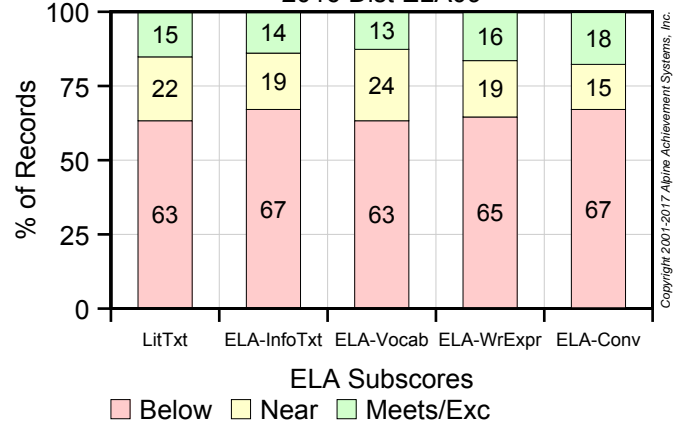 100
75
50
25
0
% of Records
15 14 13 16 18
22 19 24 19 15
63 67 63 65 67
LitTxt ELA-InfoTxt ELA-Vocab ELA-WrExpr ELA-Conv
ELA Subscores
Below Near Meets/Exc
Copyright 2001-2017 Alpine Achievement Systems, Inc.